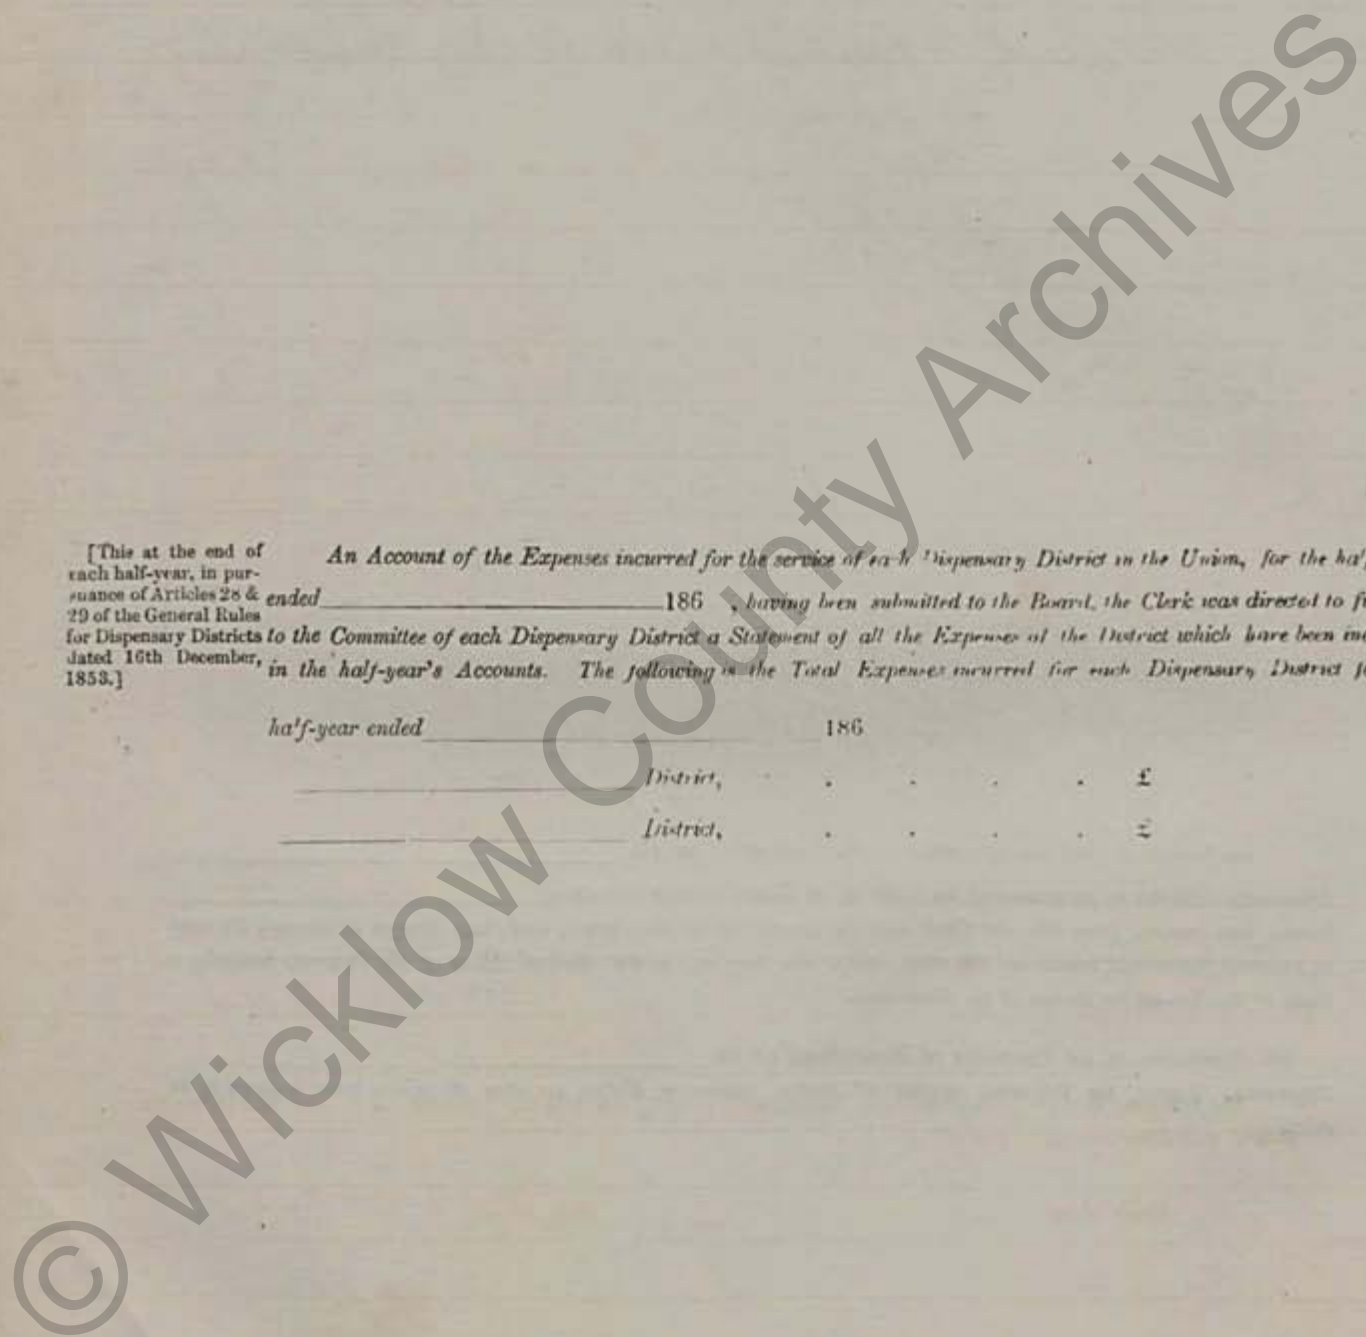 [This at the end of
each half-year, in pur-
suance of Articles 28 &
29 of the General Rules
for Dispensary Districts
dated 16th December,
1853.]
An Account of the Expenses incurred for the service of each Dispensary District in the Union, for the half
ended 186 , having been submitted to the Board, the Clerk was directed to
to the Committee of each Dispensary District a Statement of all the Expenses of the District which have been
in the half-year's Accounts. The following is the Total Expenses incurred for each Dispensary District
half-year ended 186
District, . . . . £
District, . . . . £
© Wicklow County Archives